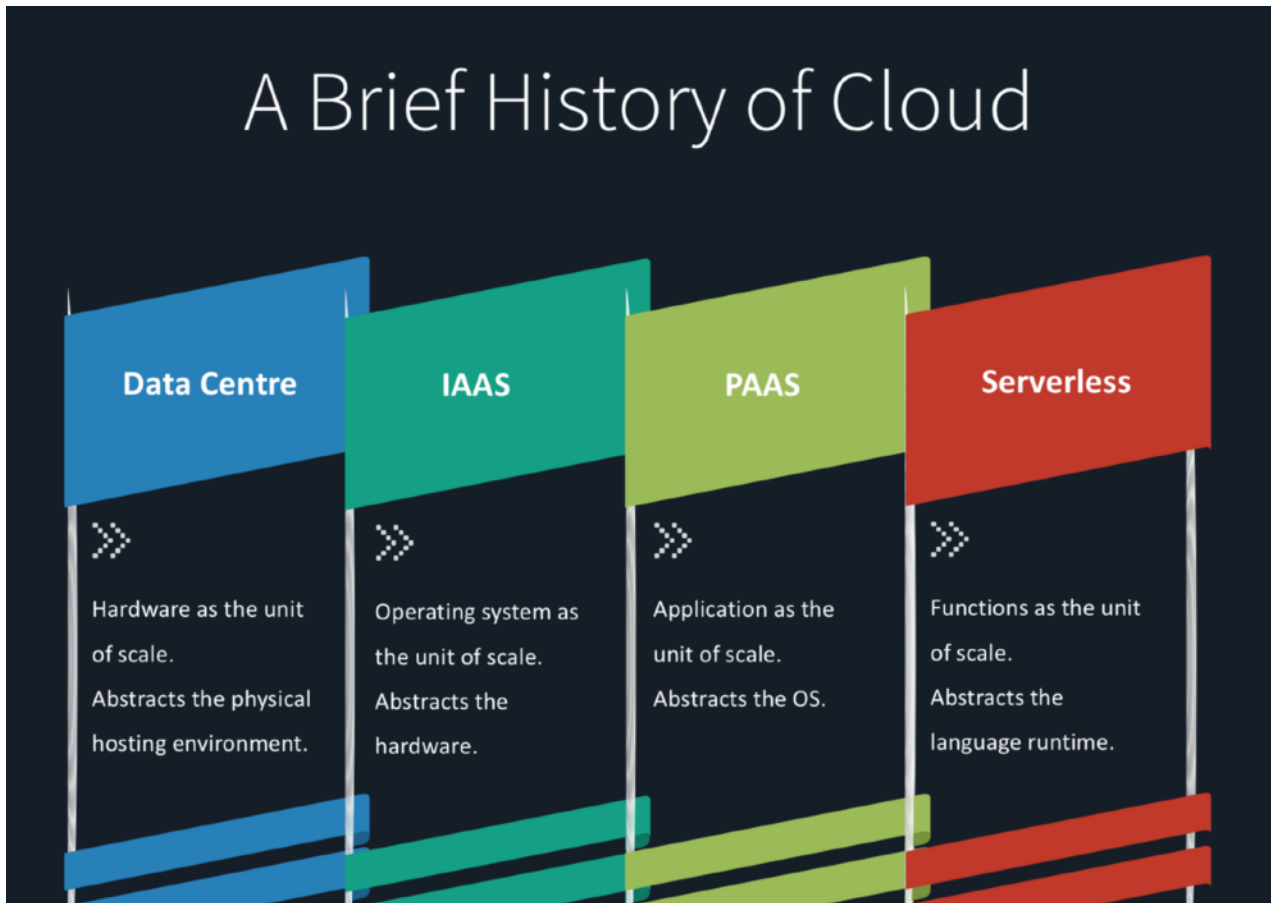 A Brief History of Cloud
Data Centre
Hardware as the unit
of scale.
Abstracts the physical
hosting environment.
IAAS
Operating system as
the unit of scale.
Abstracts the
hardware.
PAAS
Application as the
unit of scale.
Abstracts the OS.
Serverless
Functions as the unit
of scale.
Abstracts the
language runtime.